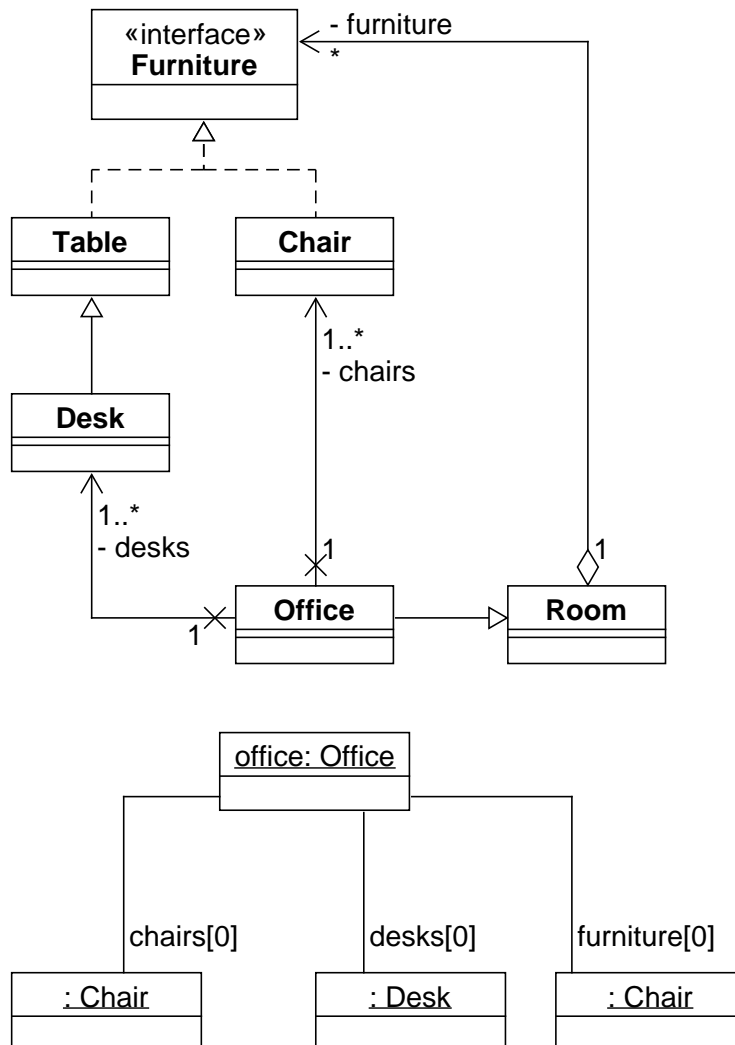 «interface»
Furniture
- furniture
*
Table
Chair
1..*
- chairs
Desk
1..*
- desks
1
1
1
Office
Room
office: Office
chairs[0]
desks[0]
furniture[0]
: Chair
: Desk
: Chair